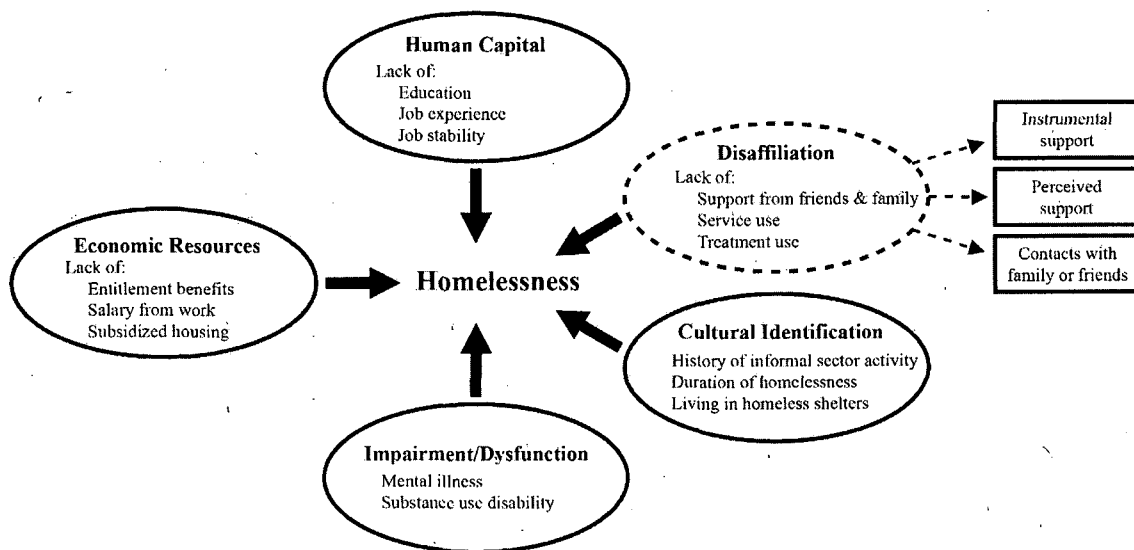 Human Capital
Lack of:
Education
Job experience
Job stability
Disaffiliation
Lack of:
Support from friends & family
Service use
Treatment use
Instrumental
support
Perceived
support
Contacts with
family or friends
Economic Resources
Lack of:
Entitlement benefits
Salary from work
Subsidized housing
Homelessness
Cultural Identification
History of informal sector activity
Duration of homelessness
Living in homeless shelters
Impairment/Dysfunction
Mental illness
Substance use disability